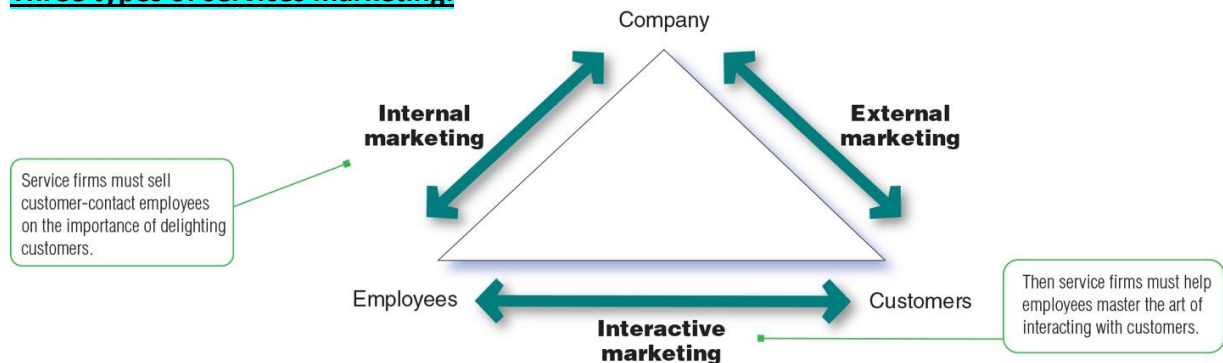 Three types of services marketing:
Company
Internal
marketing
External
marketing
Service firms must sell
customer-contact employees
on the importance of delighting
customers.
Employees
Customers
Interactive
marketing
Then service firms must help
employees master the art of
interacting with customers.